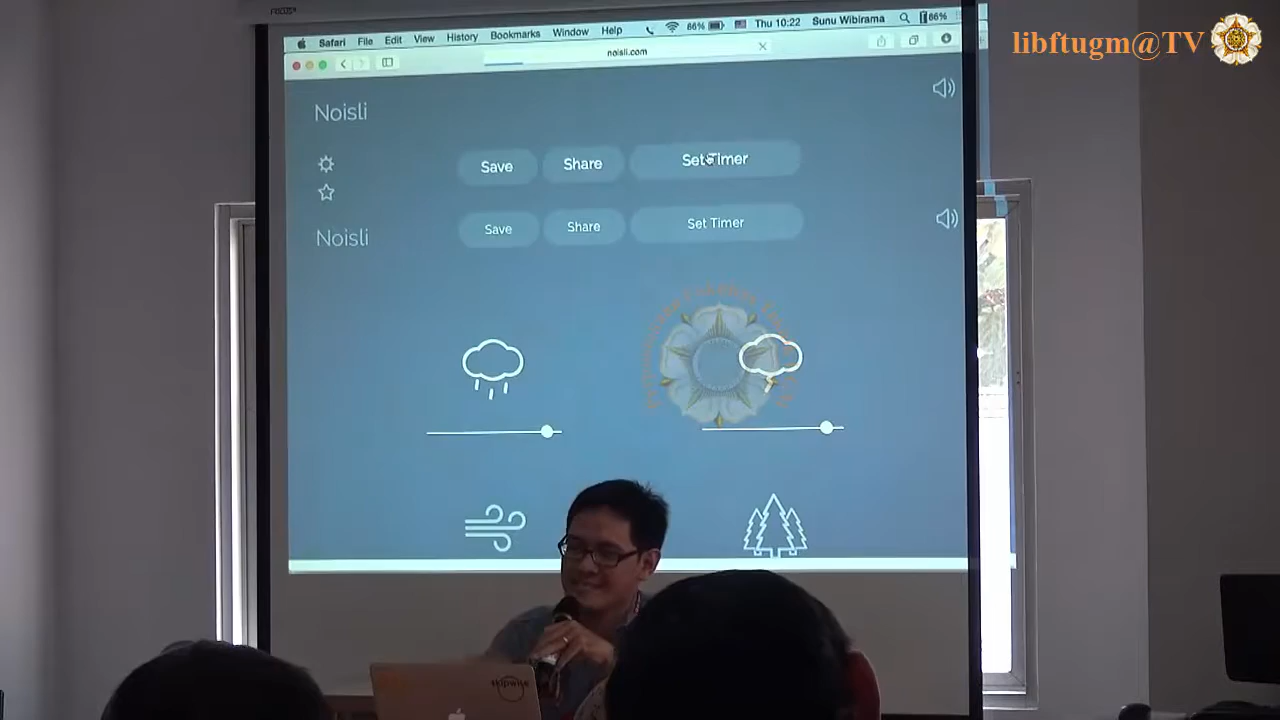 libftugm@TV
Safari File Edit View History Bookmarks Window Help 86% Thu 10:22 Sunu Wibirama 86%
noisli.com
Noisli
Save Share Set Timer
Save Share Set Timer
Noisli